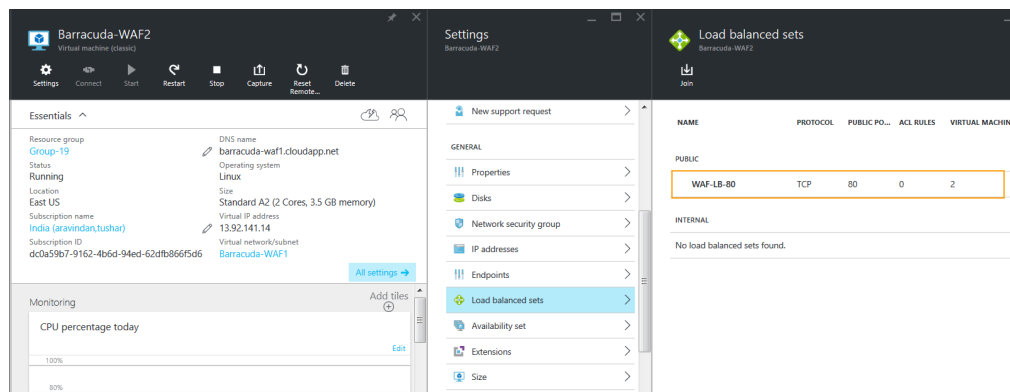 Barracuda-WAF2
Virtual machine (classic)
Settings
Connect
Start
Restart
Stop
Capture
Reset
Remote...
Delete
Essentials
Resource group
Group-19
Status
Running
Location
East US
Subscription name
India (aravindan,tushar)
Subscription ID
dc0a59b7-9162-4b6d-94ed-62dfb866f5d6
DNS name
barracuda-waf1.cloudapp.net
Operating system
Linux
Size
Standard A2 (2 Cores, 3.5 GB memory)
Virtual IP address
13.92.141.14
Virtual network/subnet
Barracuda-WAF1
All settings
Monitoring
Add tiles
CPU percentage today
Edit
100%
80%
Settings
Barracuda-WAF2
New support request
GENERAL
Properties
Disks
Network security group
IP addresses
Endpoints
Load balanced sets
Availability set
Extensions
Size
Load balanced sets
Barracuda-WAF2
Join
NAME PROTOCOL PUBLIC PO... ACL RULES VIRTUAL MACHIN
PUBLIC
WAF-LB-80 TCP 80 0 2
INTERNAL
No load balanced sets found.